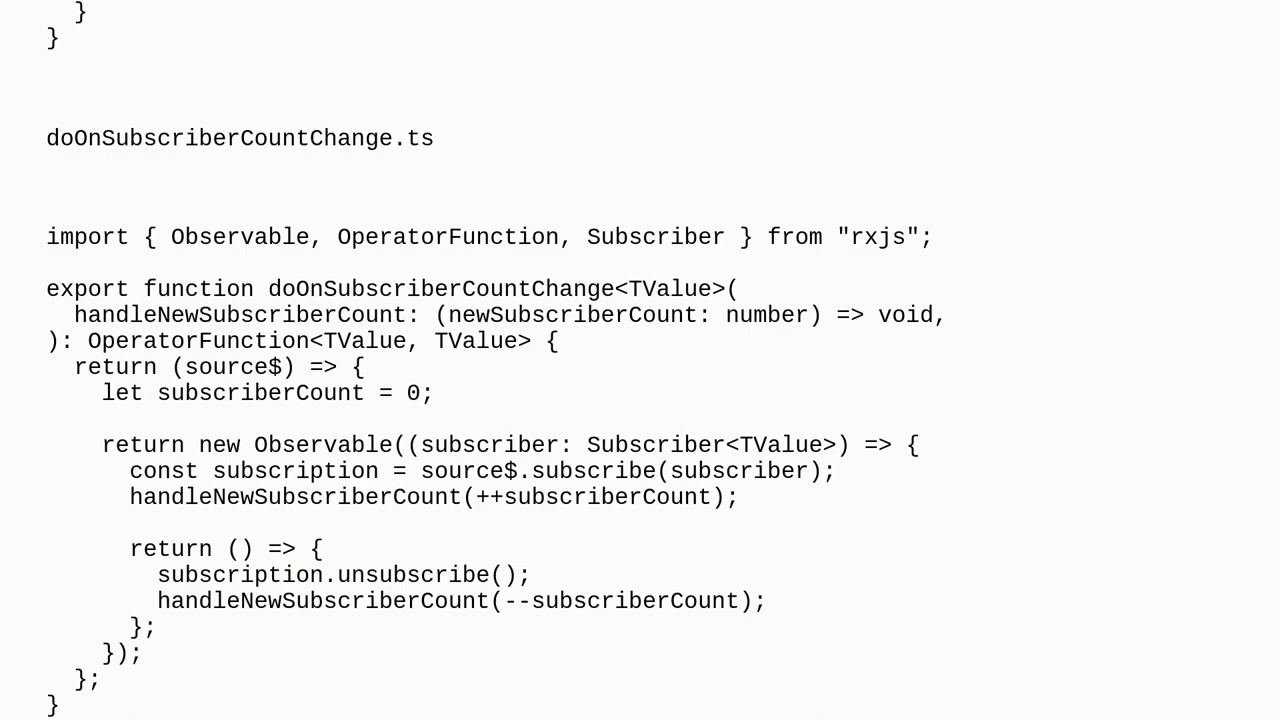 }
}
doOnSubscriberCountChange.ts
import { Observable, OperatorFunction, Subscriber } from "rxjs";
export function doOnSubscriberCountChange<TValue>(
  handleNewSubscriberCount: (newSubscriberCount: number) => void,
): OperatorFunction<TValue, TValue> {
  return (source$) => {
    let subscriberCount = 0;
    return new Observable((subscriber: Subscriber<TValue>) => {
      const subscription = source$.subscribe(subscriber);
      handleNewSubscriberCount(++subscriberCount);
      return () => {
        subscription.unsubscribe();
        handleNewSubscriberCount(--subscriberCount);
      };
    });
  };
}